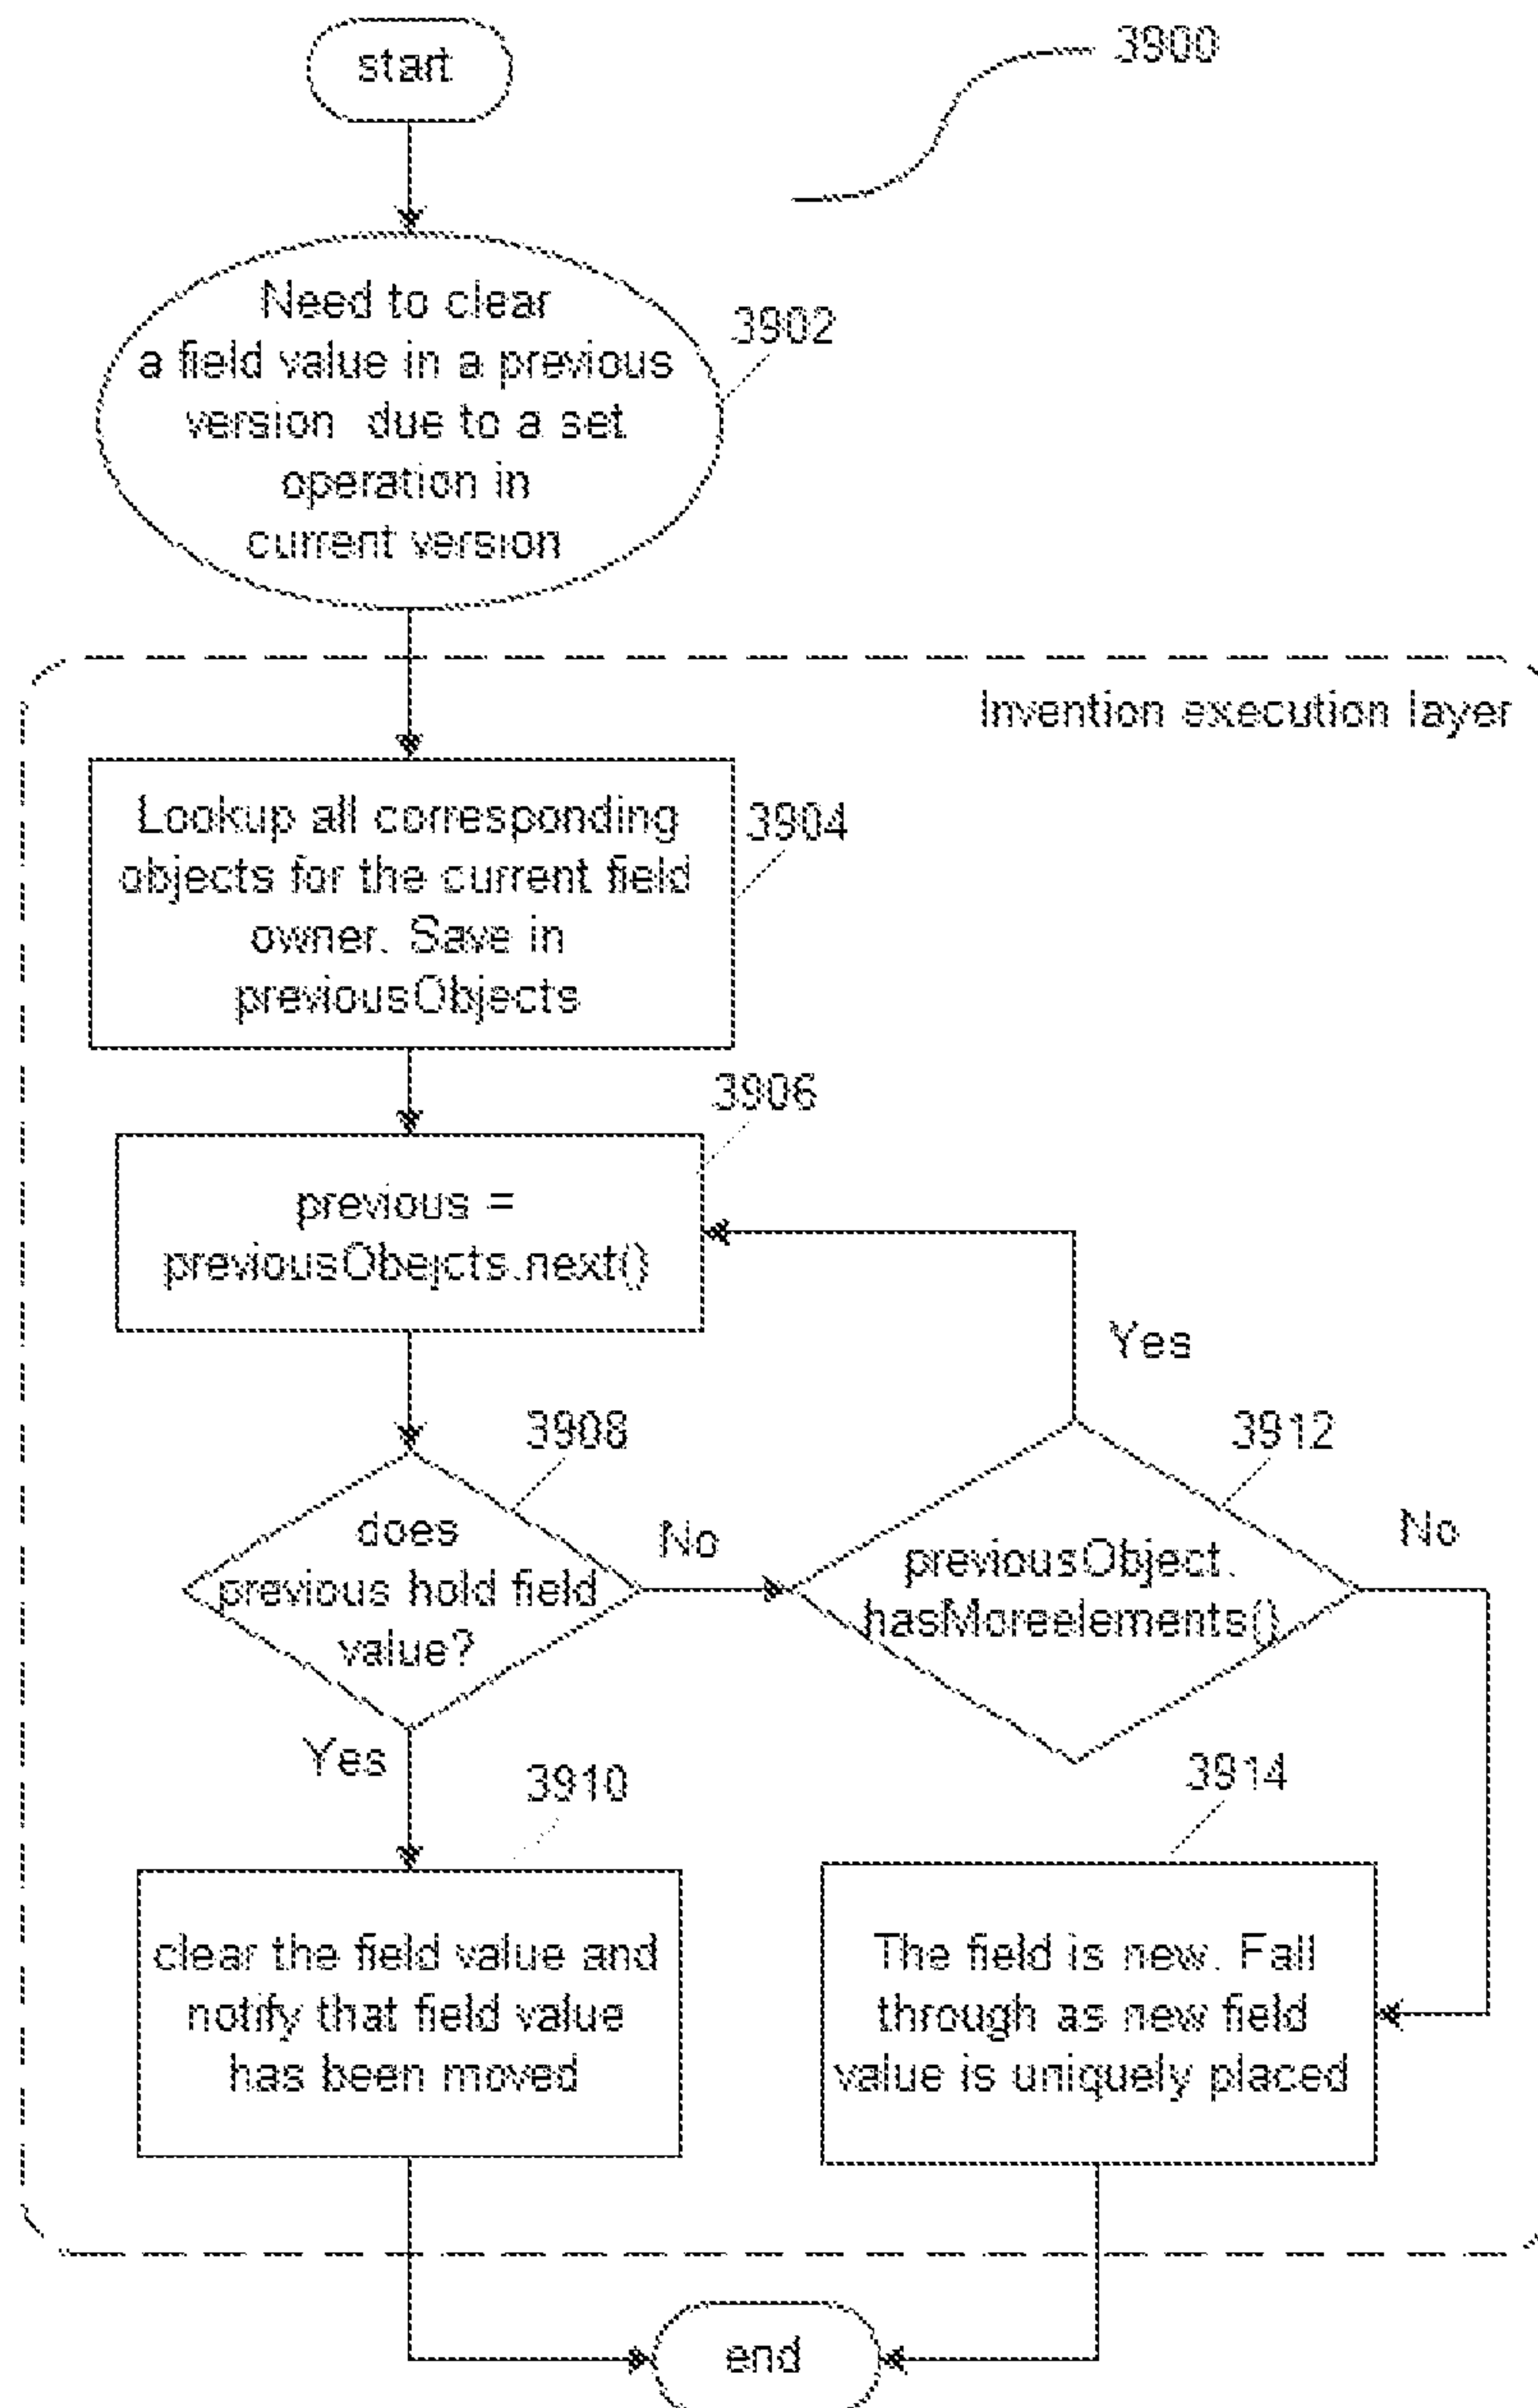 start
3900
Need to clear
a field value in a previous
version due to a set
operation in
current version
3902
Invention execution layer
Lookup all corresponding
objects for the current field
owner. Save in
previousObjects
3904
3906
previous =
previousObejcts.next()
Yes
3908
3912
does
previous hold field
value?
No
previousObject.
hasMoreelements()
No
Yes
3910
3914
clear the field value and
notify that field value
has been moved
The field is new. Fall
through as new field
value is uniquely placed
end